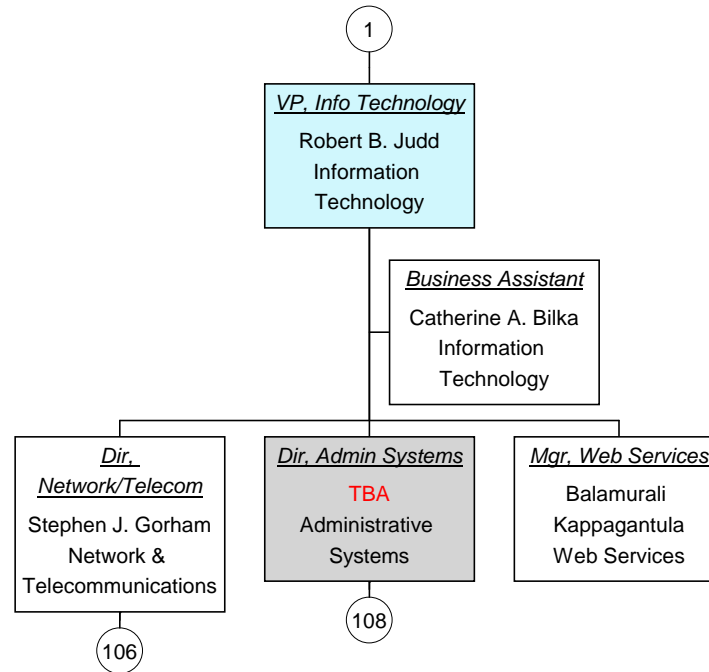 1
VP, Info Technology
Robert B. Judd
Information
Technology
Business Assistant
Catherine A. Bilka
Information
Technology
Dir,
Network/Telecom
Stephen J. Gorham
Network &
Telecommunications
106
Dir, Admin Systems
TBA
Administrative
Systems
108
Mgr, Web Services
Balamurali
Kappagantula
Web Services